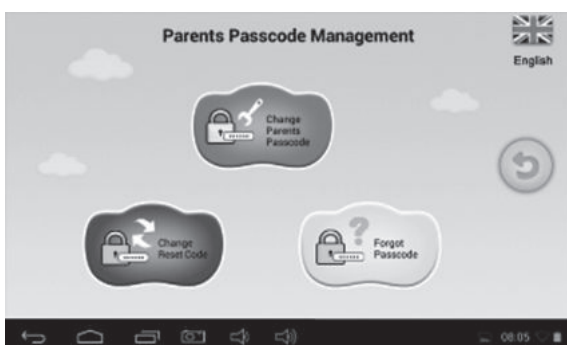 Parents Passcode Management
English
Change
Parents
Passcode
Change
Reset Code
Forgot
Passcode
08:05